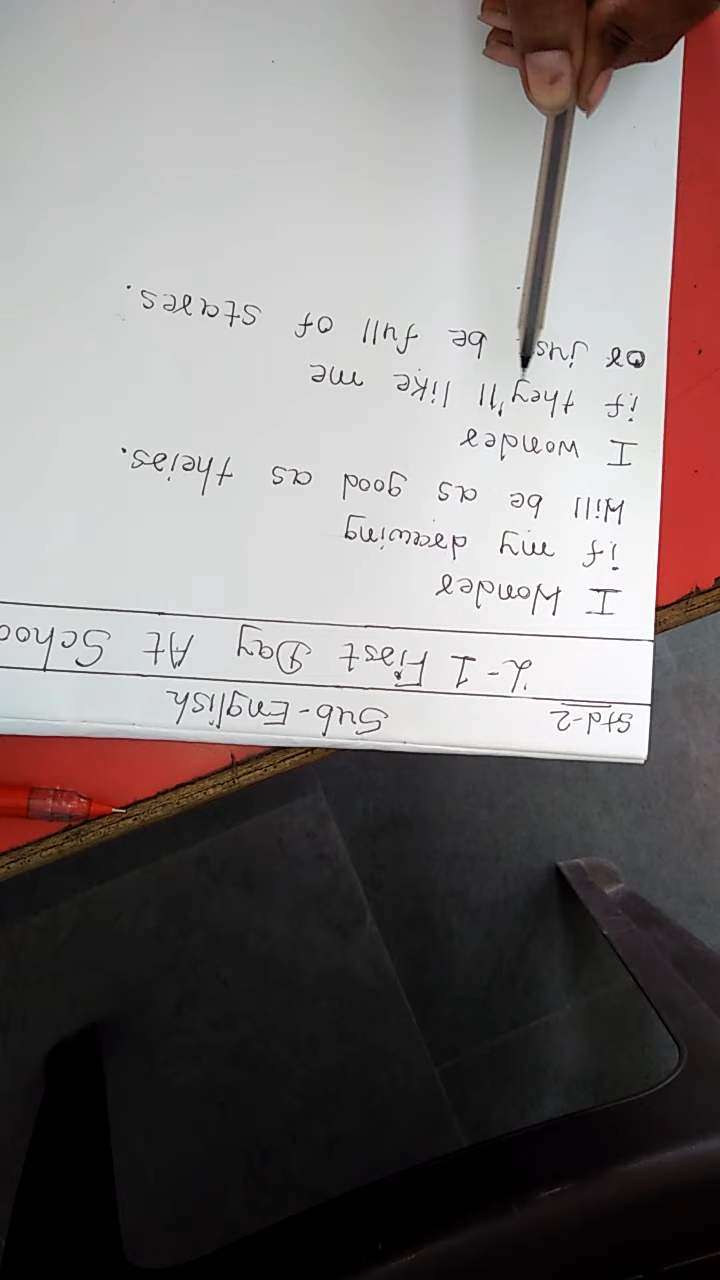 Std-2 Sub-English
L-1 First Day At Schoo
I Wonder
if my drewing
Will be as good as theirs.
I wonder
if they'll like me
or just be full of stares.